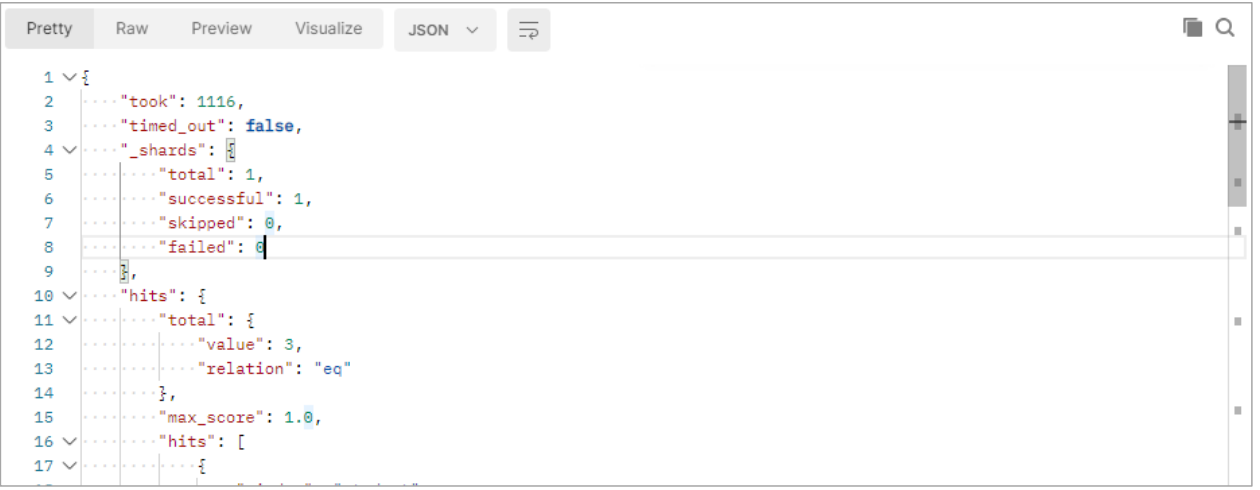 Pretty Raw Preview Visualize JSON
1 {
2 "took": 1116,
3 "timed_out": false,
4 "_shards": {
5 "total": 1,
6 "successful": 1,
7 "skipped": 0,
8 "failed": 0
9 },
10 "hits": {
11 "total": {
12 "value": 3,
13 "relation": "eq"
14 },
15 "max_score": 1.0,
16 "hits": [
17 {